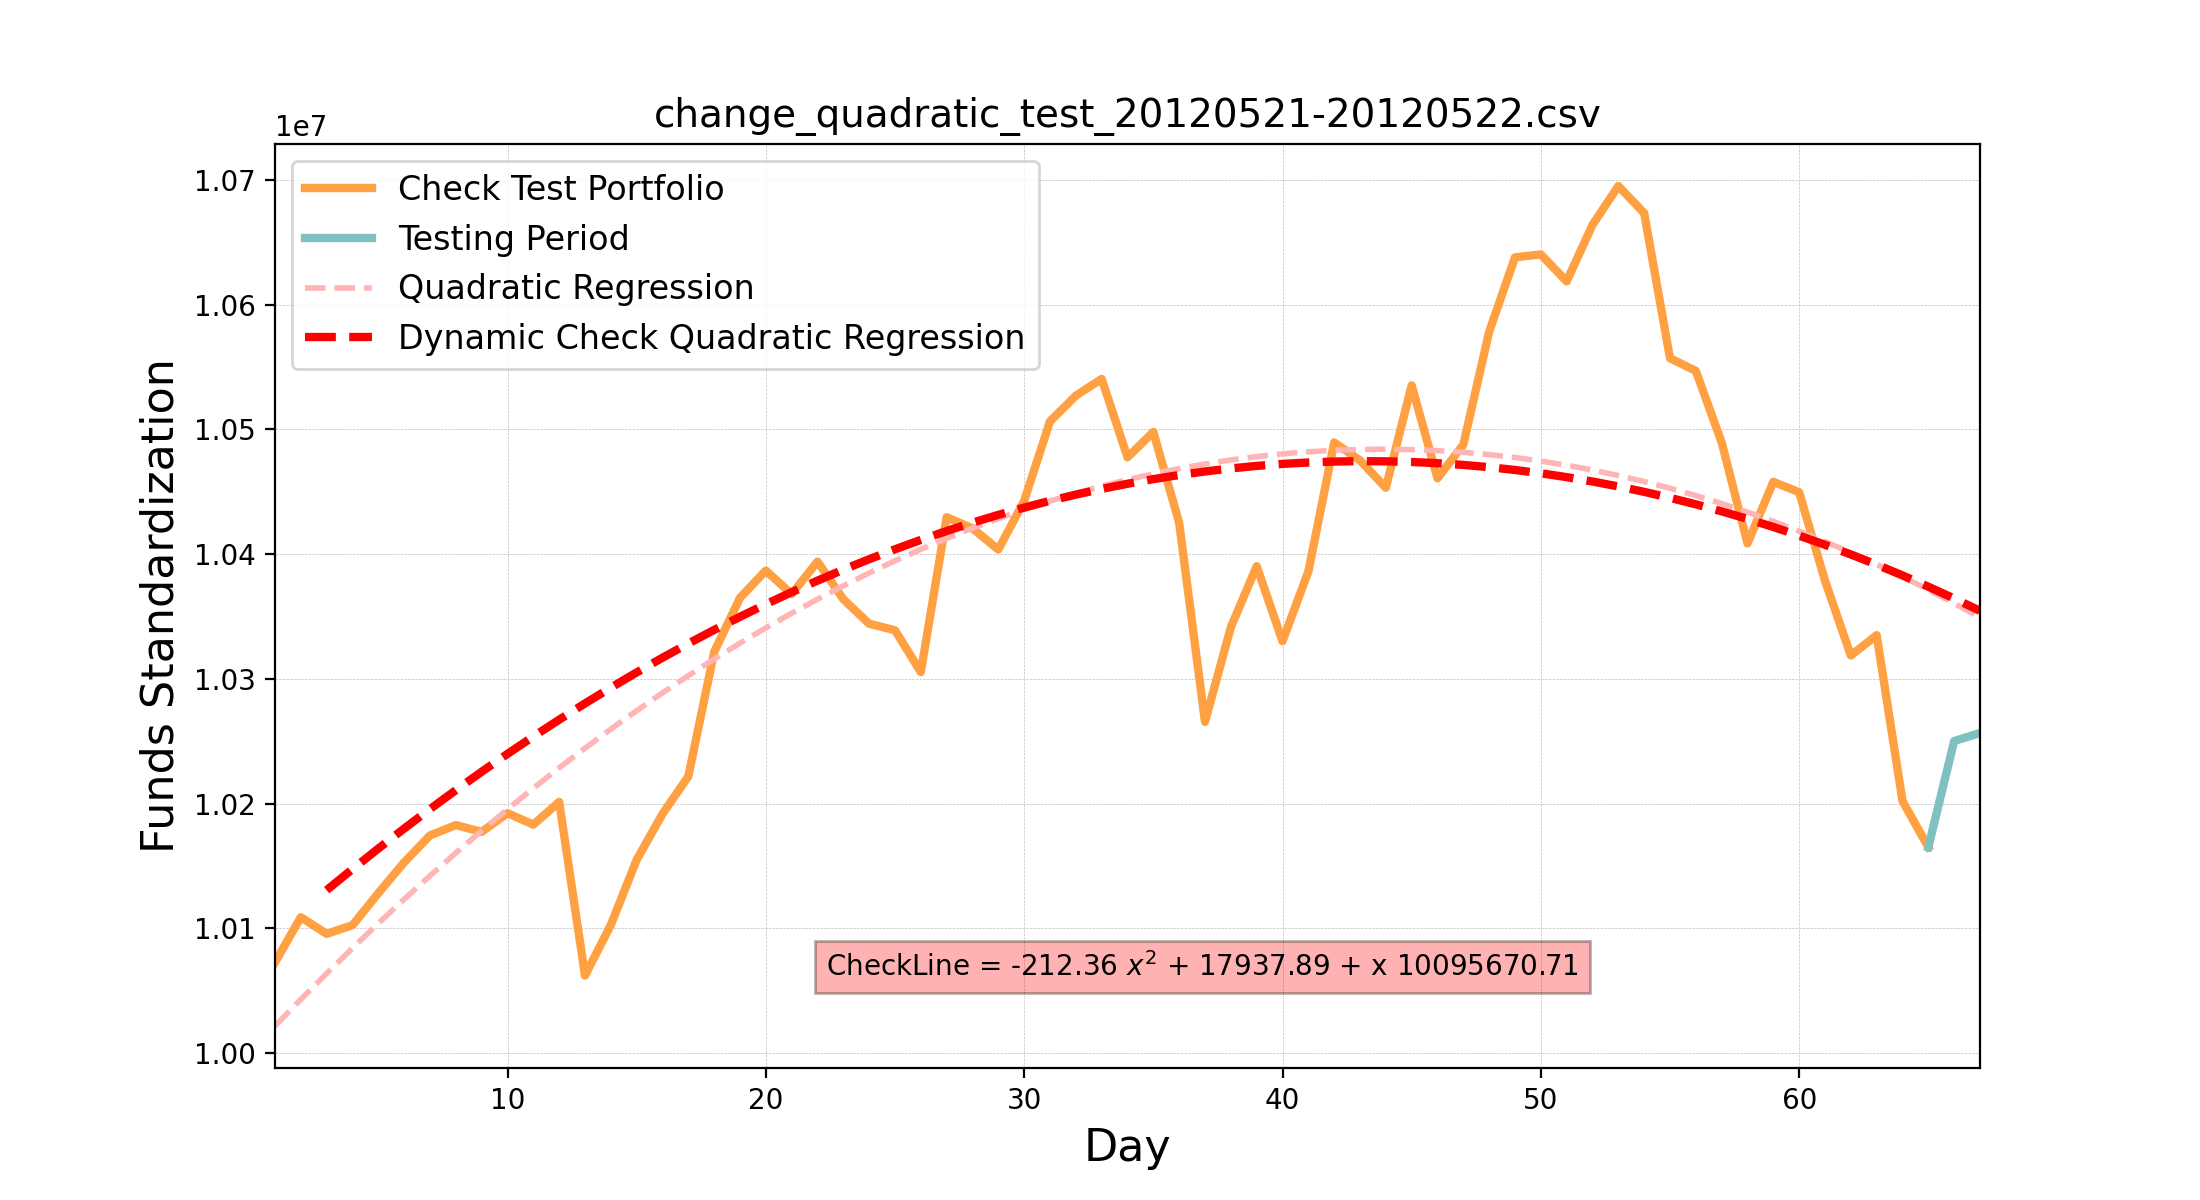 change_quadratic_test_20120521-20120522.csv
1e7
Check Test Portfolio
Testing Period
Quadratic Regression
Dynamic Check Quadratic Regression
1.07
1.06
1.05
1.04
1.03
1.02
1.01
1.00
Funds Standardization
CheckLine = -212.36 x² + 17937.89 + x 10095670.71
10 20 30 40 50 60
Day